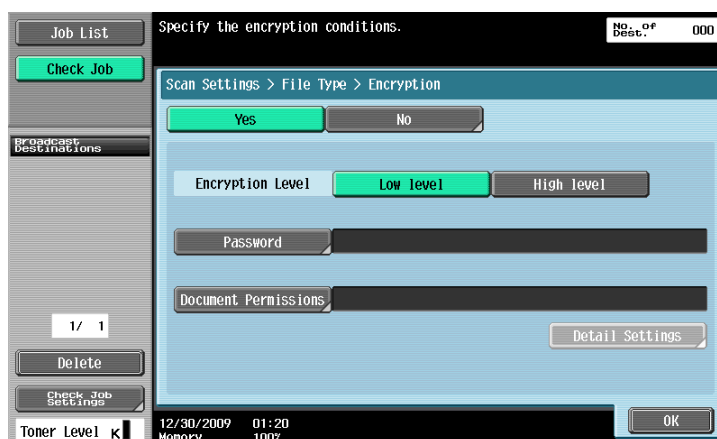 Job List
Check Job
Broadcast
Destinations
1/ 1
Delete
Check Job
Settings
Toner Level K
Specify the encryption conditions.
No. of
Dest. 000
Scan Settings > File Type > Encryption
Yes No
Encryption Level Low level High level
Password
Document Permissions
Detail Settings
OK
12/30/2009 01:20
Memory 100%